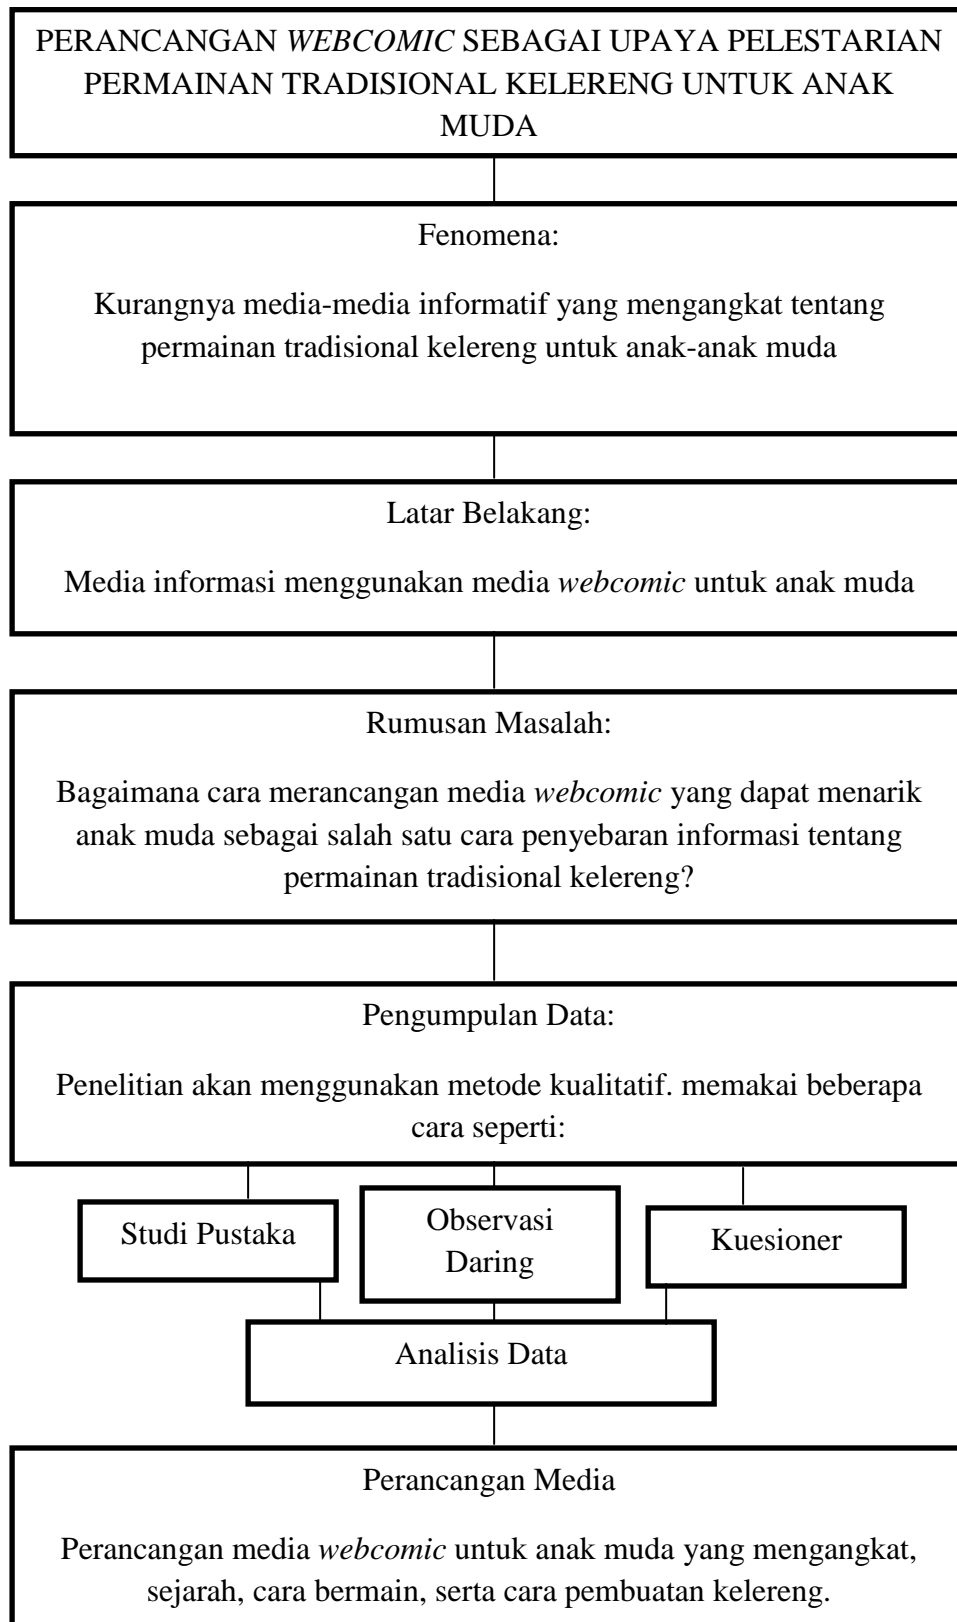 PERANCANGAN WEBCOMIC SEBAGAI UPAYA PELESTARIAN
PERMAINAN TRADISIONAL KELERENG UNTUK ANAK
MUDA
Fenomena:
Kurangnya media-media informatif yang mengangkat tentang
permainan tradisional kelereng untuk anak-anak muda
Latar Belakang:
Media informasi menggunakan media webcomic untuk anak muda
Rumusan Masalah:
Bagaimana cara merancangan media webcomic yang dapat menarik
anak muda sebagai salah satu cara penyebaran informasi tentang
permainan tradisional kelereng?
Pengumpulan Data:
Penelitian akan menggunakan metode kualitatif. memakai beberapa
cara seperti:
Studi Pustaka
Observasi
Daring
Kuesioner
Analisis Data
Perancangan Media
Perancangan media webcomic untuk anak muda yang mengangkat,
sejarah, cara bermain, serta cara pembuatan kelereng.